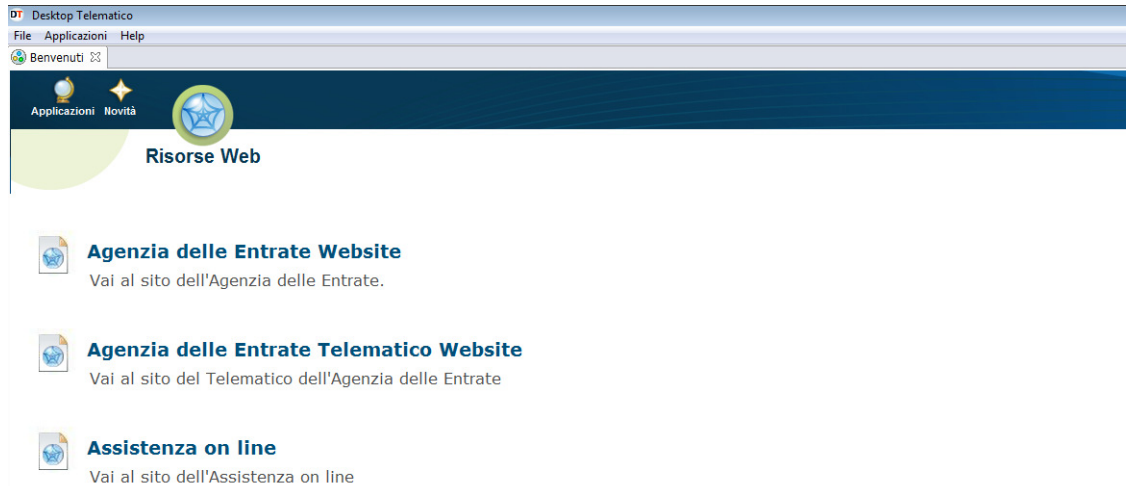 DT Desktop Telematico
File Applicazioni Help
Benvenuti
Applicazioni Novità
Risorse Web
Agenzia delle Entrate Website
Vai al sito dell'Agenzia delle Entrate.
Agenzia delle Entrate Telematico Website
Vai al sito del Telematico dell'Agenzia delle Entrate
Assistenza on line
Vai al sito dell'Assistenza on line